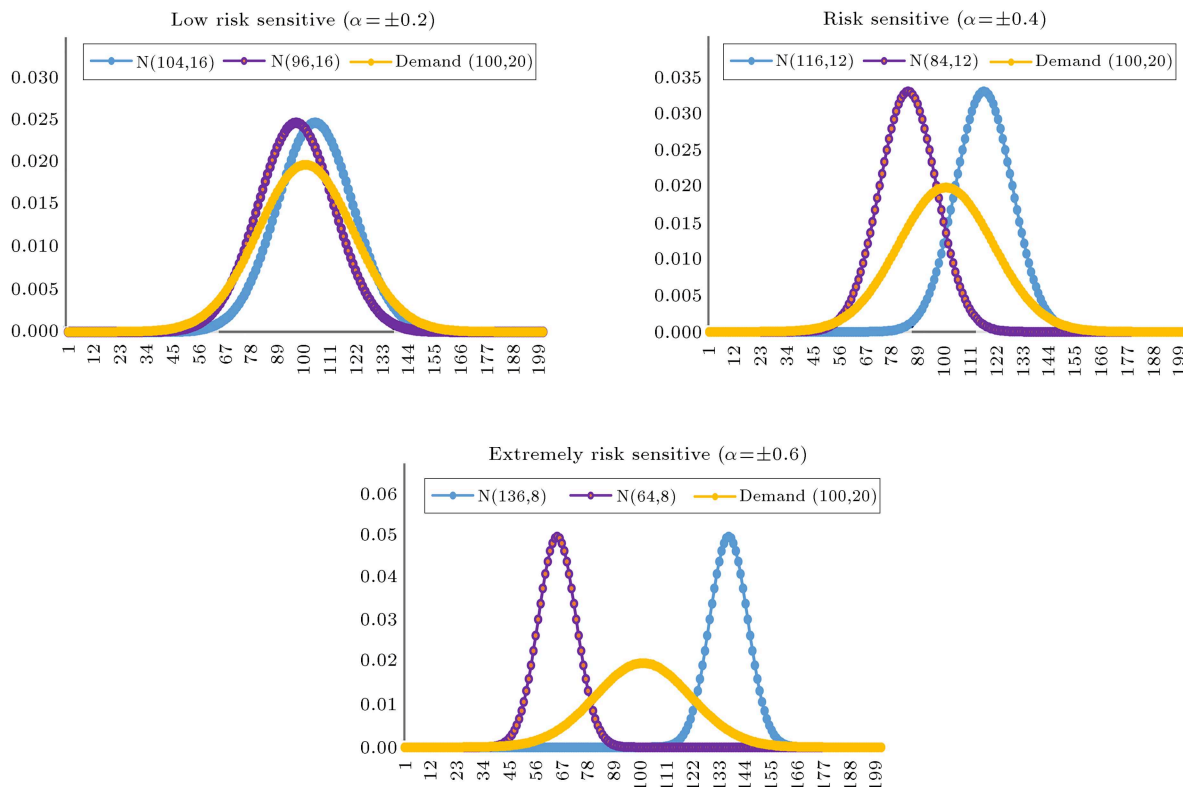 Low risk sensitive (α=±0.2)
N(104,16) N(96,16) Demand (100,20)
0.030
0.025
0.020
0.015
0.010
0.005
0.000
1 12 23 34 45 56 67 78 89 100 111 122 133 144 155 166 177 188 199
Risk sensitive (α=±0.4)
N(116,12) N(84,12) Demand (100,20)
0.035
0.030
0.025
0.020
0.015
0.010
0.005
0.000
1 12 23 34 45 56 67 78 89 100 111 122 133 144 155 166 177 188 199
Extremely risk sensitive (α=±0.6)
N(136,8) N(64,8) Demand (100,20)
0.06
0.05
0.04
0.03
0.02
0.01
0.00
1 12 23 34 45 56 67 78 89 100 111 122 133 144 155 166 177 188 199